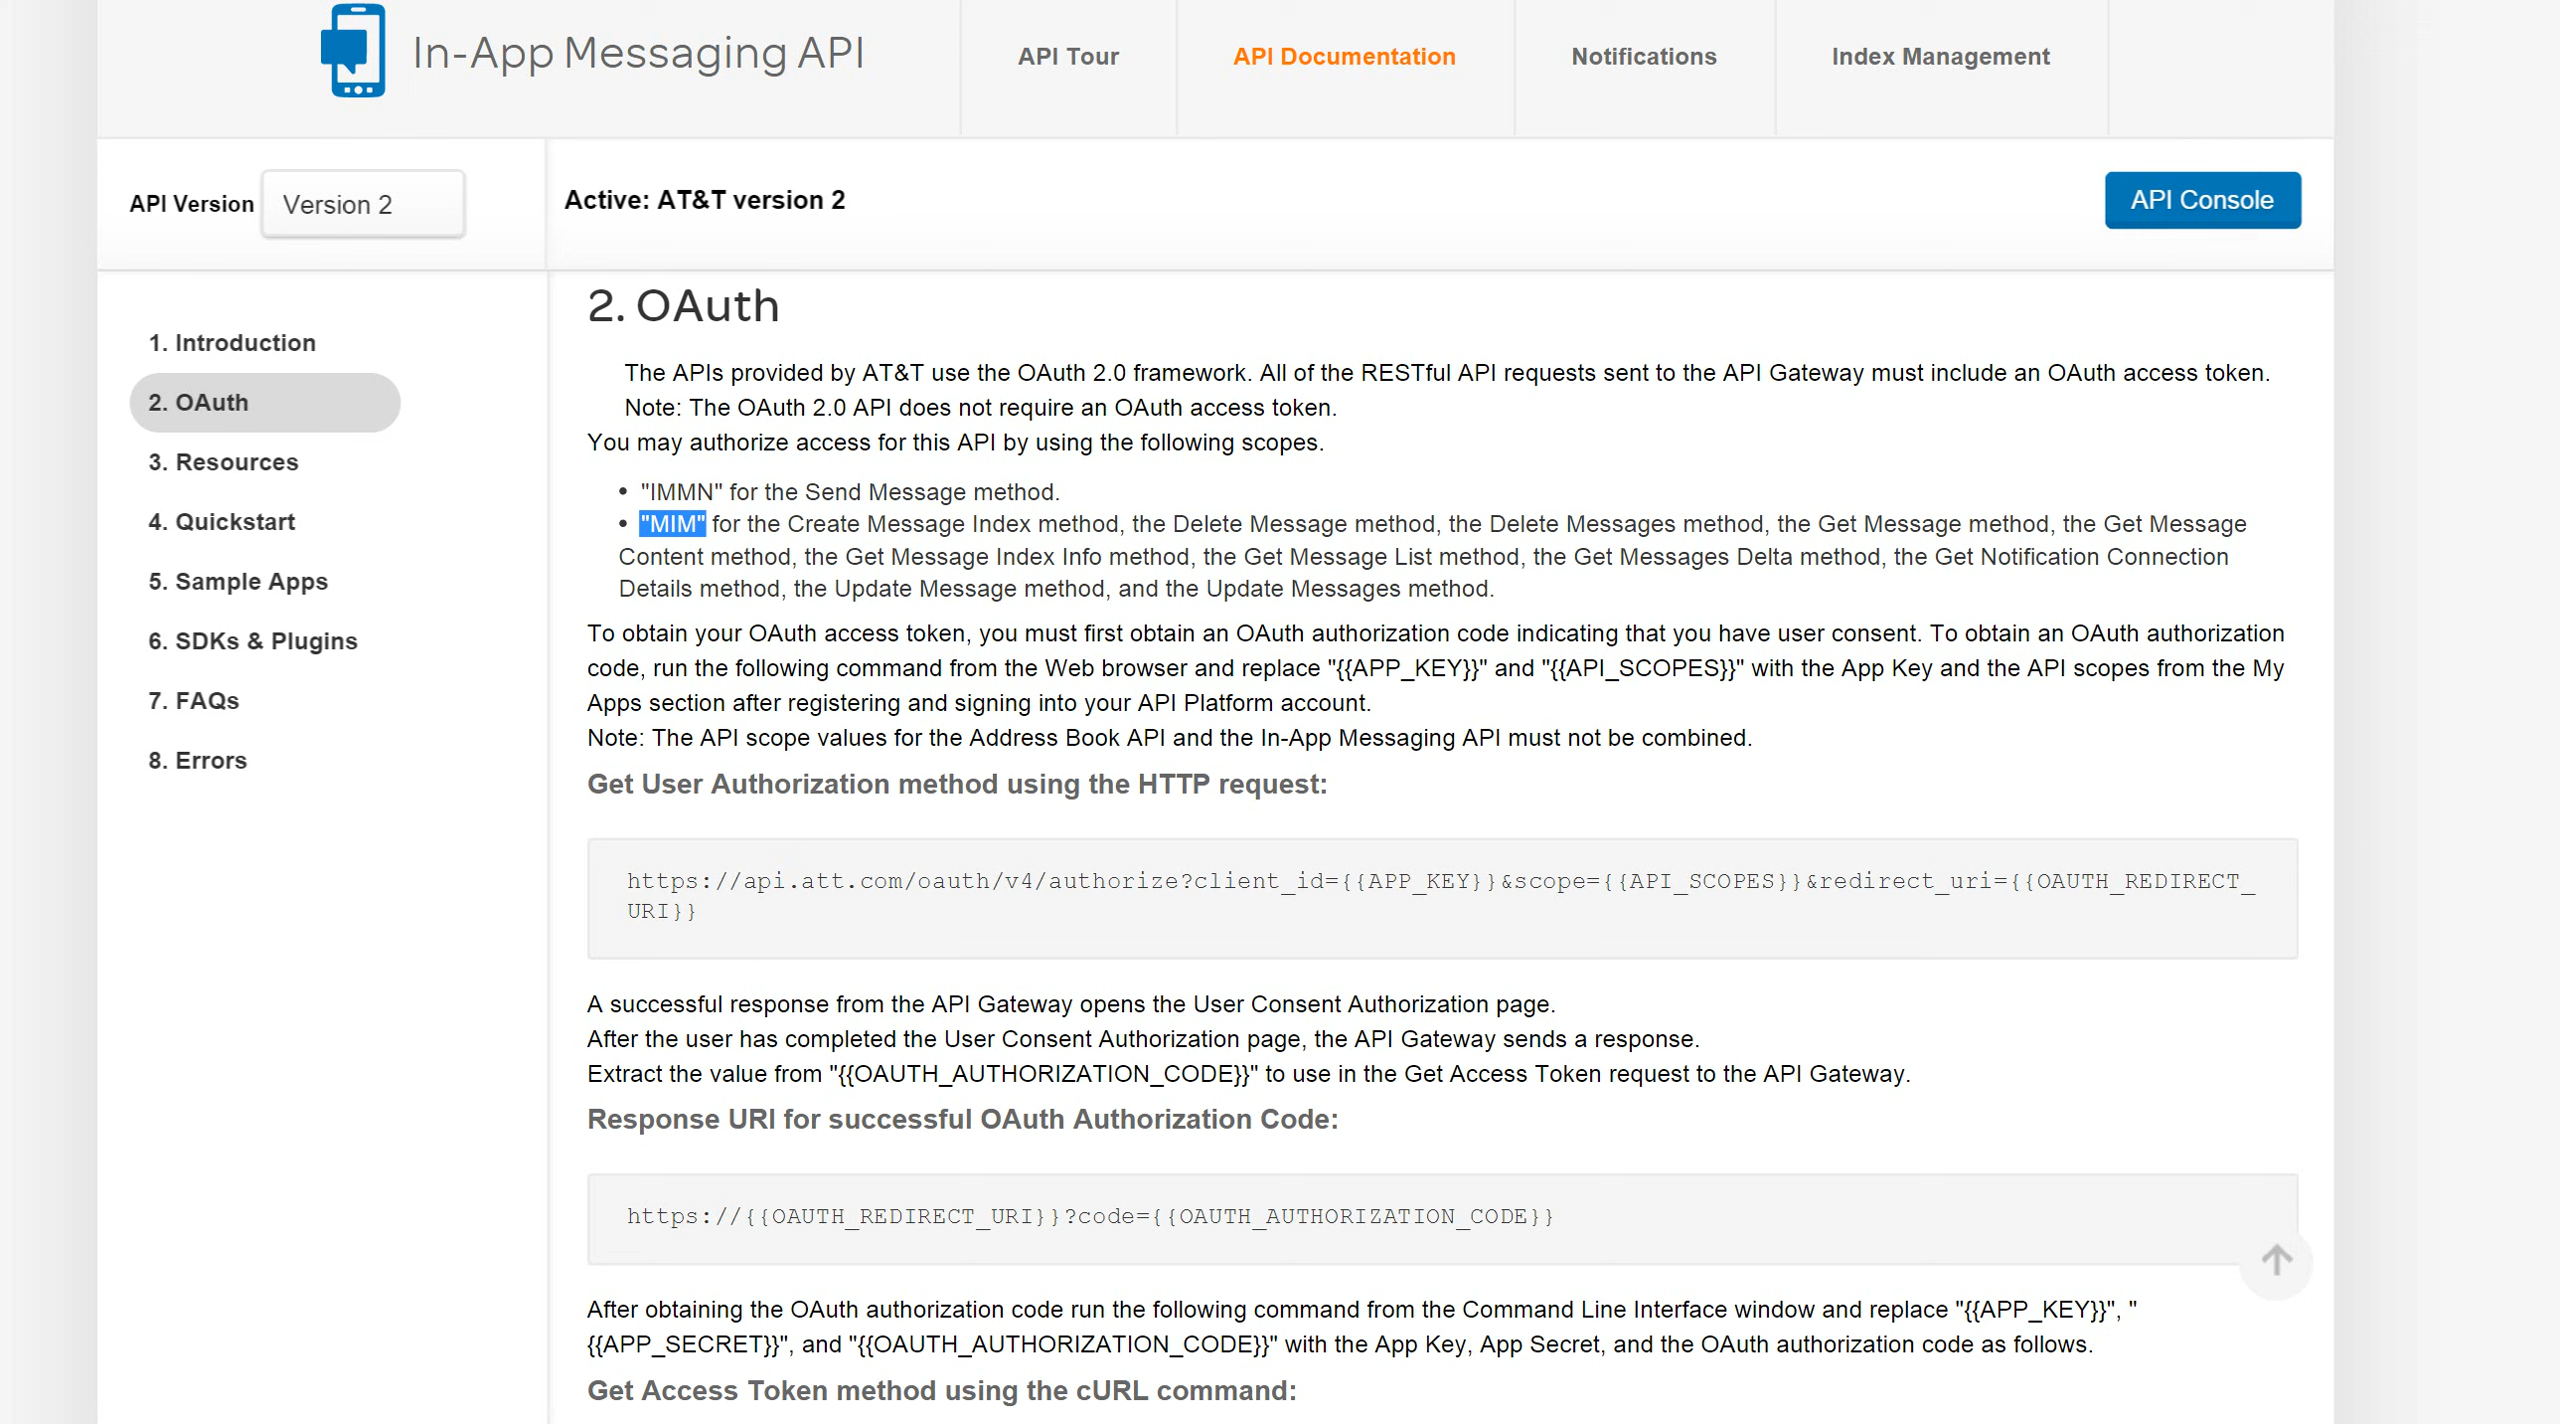 In-App Messaging API
API Tour
API Documentation
Notifications
Index Management
API Version
Version 2
Active: AT&T version 2
API Console
1. Introduction
2. OAuth
3. Resources
4. Quickstart
5. Sample Apps
6. SDKs & Plugins
7. FAQs
8. Errors
2. OAuth
The APIs provided by AT&T use the OAuth 2.0 framework. All of the RESTful API requests sent to the API Gateway must include an OAuth access token.
Note: The OAuth 2.0 API does not require an OAuth access token.
You may authorize access for this API by using the following scopes.
• "IMMN" for the Send Message method.
• "MIM" for the Create Message Index method, the Delete Message method, the Delete Messages method, the Get Message method, the Get Message
Content method, the Get Message Index Info method, the Get Message List method, the Get Messages Delta method, the Get Notification Connection
Details method, the Update Message method, and the Update Messages method.
To obtain your OAuth access token, you must first obtain an OAuth authorization code indicating that you have user consent. To obtain an OAuth authorization
code, run the following command from the Web browser and replace "{{APP_KEY}}" and "{{API_SCOPES}}" with the App Key and the API scopes from the My
Apps section after registering and signing into your API Platform account.
Note: The API scope values for the Address Book API and the In-App Messaging API must not be combined.
Get User Authorization method using the HTTP request:
https://api.att.com/oauth/v4/authorize?client_id={{APP_KEY}}&scope={{API_SCOPES}}&redirect_uri={{OAUTH_REDIRECT_
URI}}
A successful response from the API Gateway opens the User Consent Authorization page.
After the user has completed the User Consent Authorization page, the API Gateway sends a response.
Extract the value from "{{OAUTH_AUTHORIZATION_CODE}}" to use in the Get Access Token request to the API Gateway.
Response URI for successful OAuth Authorization Code:
https://{{OAUTH_REDIRECT_URI}}?code={{OAUTH_AUTHORIZATION_CODE}}
After obtaining the OAuth authorization code run the following command from the Command Line Interface window and replace "{{APP_KEY}}", "
{{APP_SECRET}}", and "{{OAUTH_AUTHORIZATION_CODE}}" with the App Key, App Secret, and the OAuth authorization code as follows.
Get Access Token method using the cURL command: